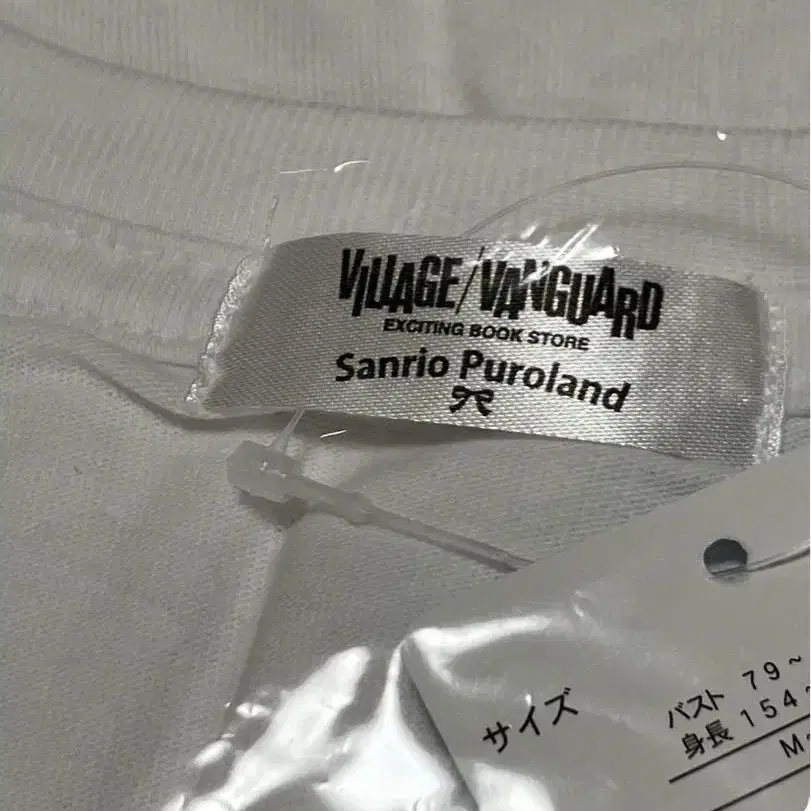 VILLAGE/VANGUARD
EXCITING BOOK STORE
Sanrio Puroland
サイズ
バスト 79~
身長 154~
M